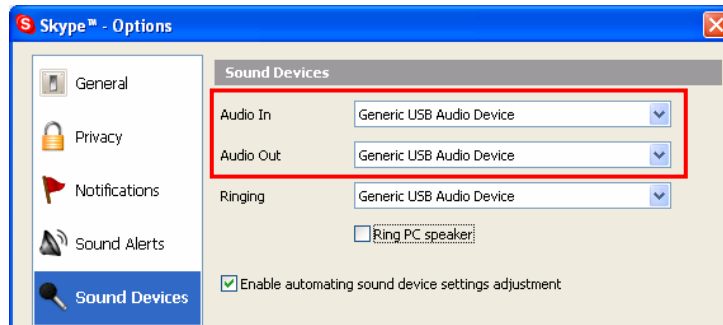 Skype™ - Options
General
Privacy
Notifications
Sound Alerts
Sound Devices
Sound Devices
Audio In Generic USB Audio Device
Audio Out Generic USB Audio Device
Ringing Generic USB Audio Device
Ring PC speaker
Enable automating sound device settings adjustment